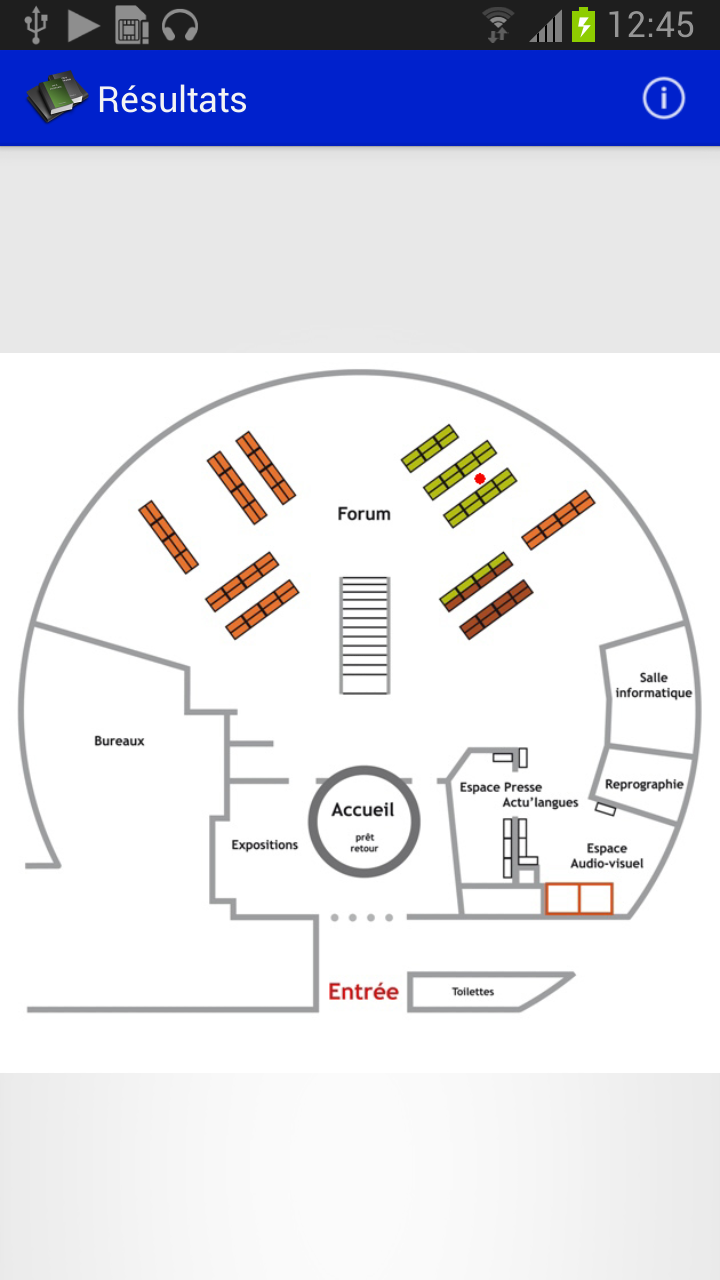 12:45
Résultats
Forum
Salle
informatique
Bureaux
Reprographie
Espace Presse
Actu'langues
Accueil
prêt
retour
Expositions
Espace
Audio-visuel
Entrée
Toilettes